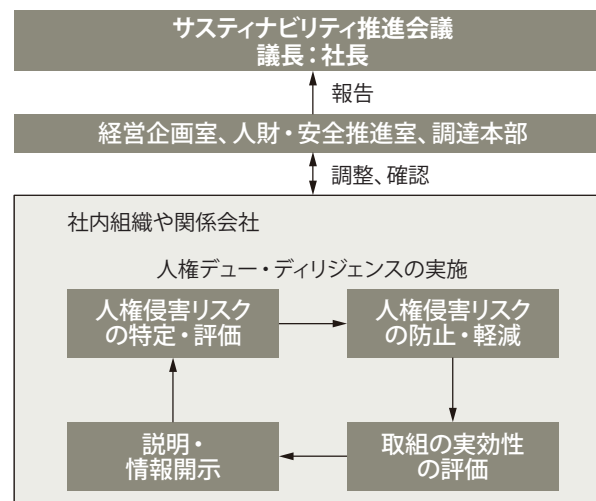 サスティナビリティ推進会議
議長：社長
報告
経営企画室、人財・安全推進室、調達本部
調整、確認
社内組織や関係会社
人権デュー・ディリジェンスの実施
人権侵害リスク
の特定・評価
人権侵害リスク
の防止・軽減
説明・
情報開示
取組の実効性
の評価